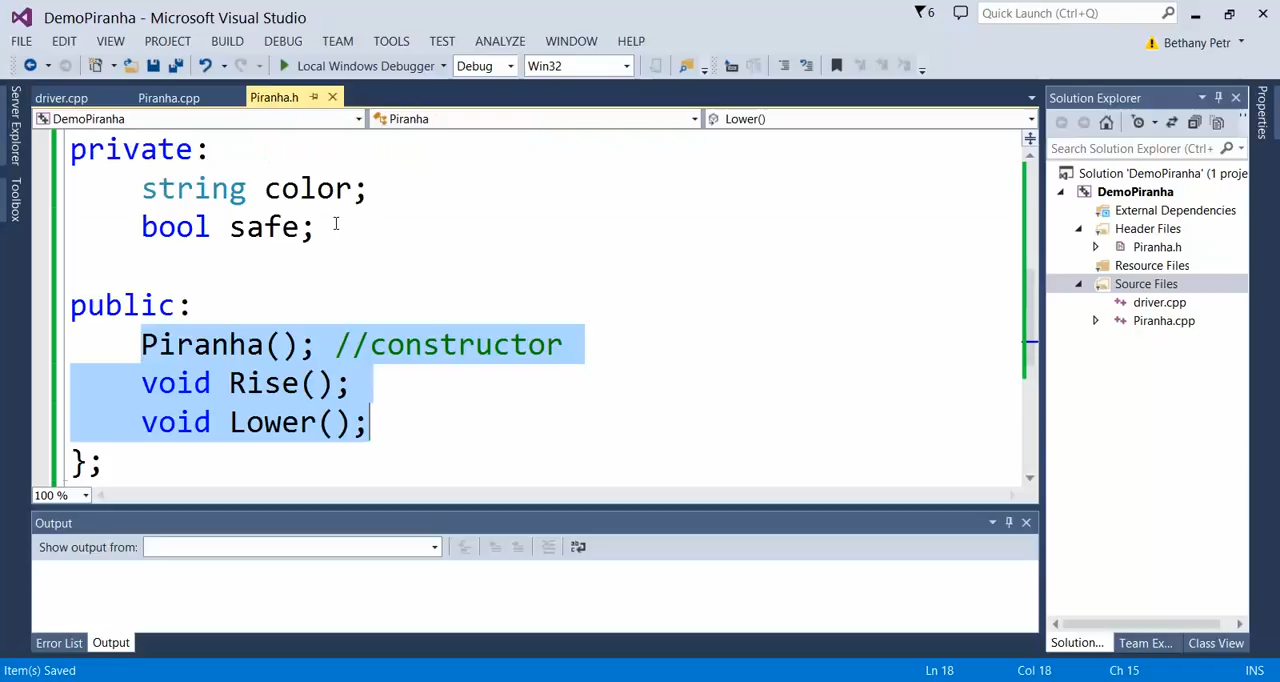 DemoPiranha - Microsoft Visual Studio
6
Quick Launch (Ctrl+Q)
FILE EDIT VIEW PROJECT BUILD DEBUG TEAM TOOLS TEST ANALYZE WINDOW HELP
Bethany Petr
Local Windows Debugger
Debug
Win32
Server Explorer
Toolbox
driver.cpp
Piranha.cpp
Piranha.h
DemoPiranha
Piranha
Lower()
private:
string color;
bool safe;
public:
Piranha(); //constructor
void Rise();
void Lower();
};
100 %
Output
Show output from:
Error List
Output
Solution Explorer
Search Solution Explorer (Ctrl+
Solution 'DemoPiranha' (1 proje
DemoPiranha
External Dependencies
Header Files
Piranha.h
Resource Files
Source Files
driver.cpp
Piranha.cpp
Solution...
Team Ex...
Class View
Properties
Item(s) Saved
Ln 18
Col 18
Ch 15
INS